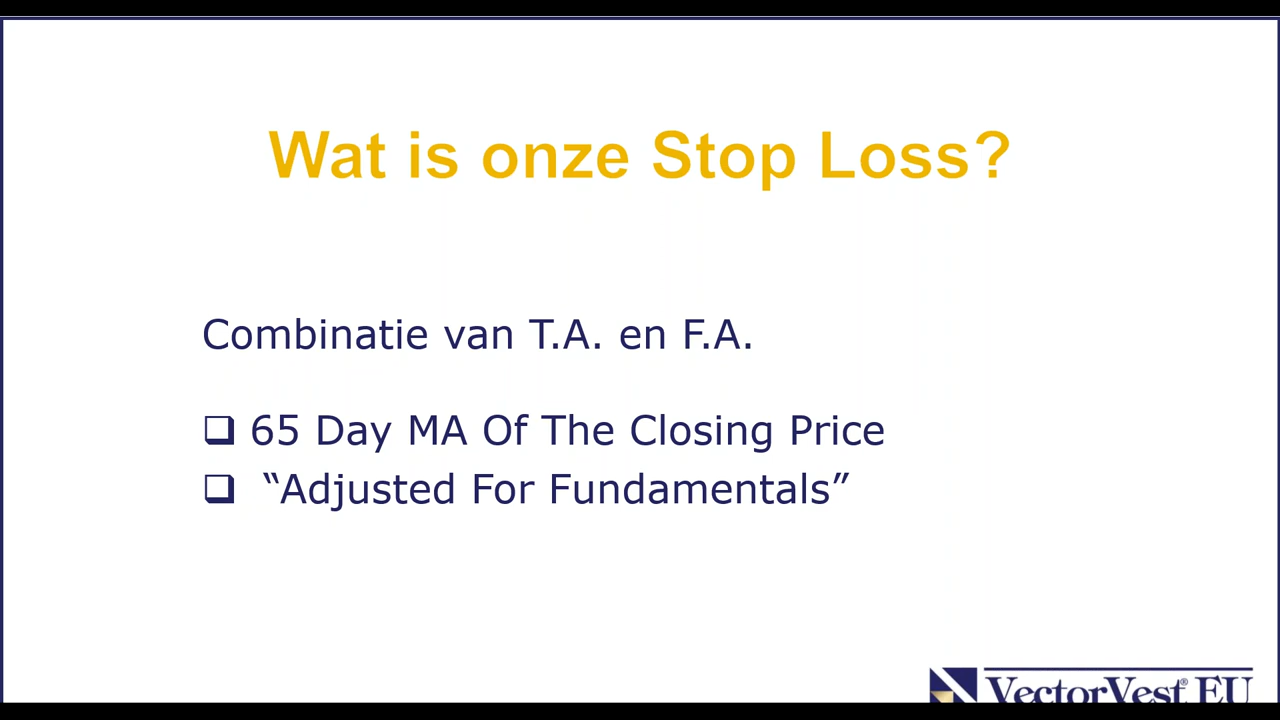 Wat is onze Stop Loss?
Combinatie van T.A. en F.A.
❑ 65 Day MA Of The Closing Price
❑ “Adjusted For Fundamentals”
VectorVest® EU